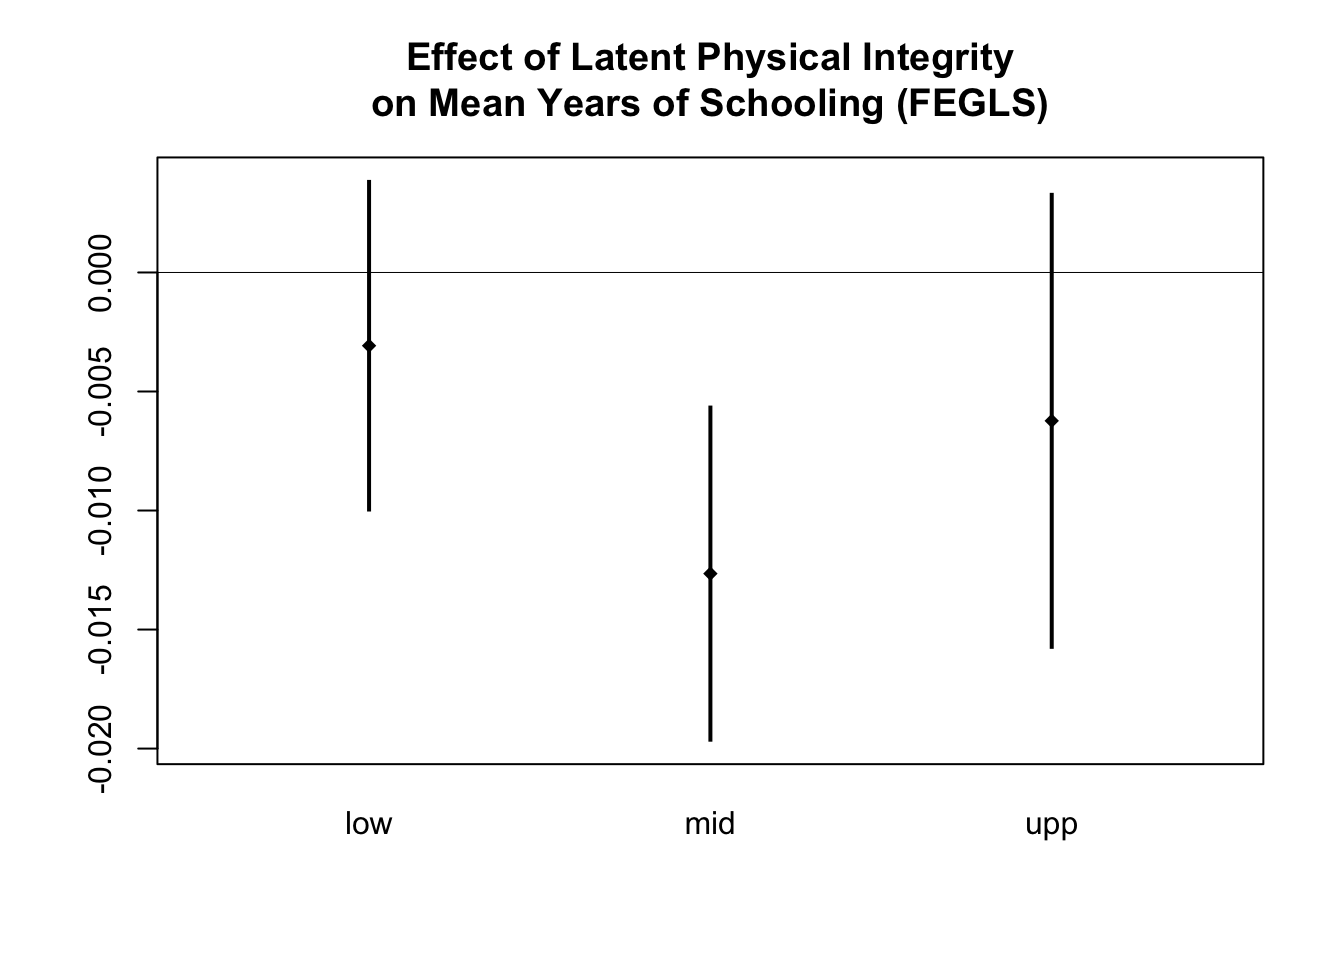 Effect of Latent Physical Integrity
on Mean Years of Schooling (FEGLS)
0.000
-0.005
-0.010
-0.015
-0.020
low mid upp